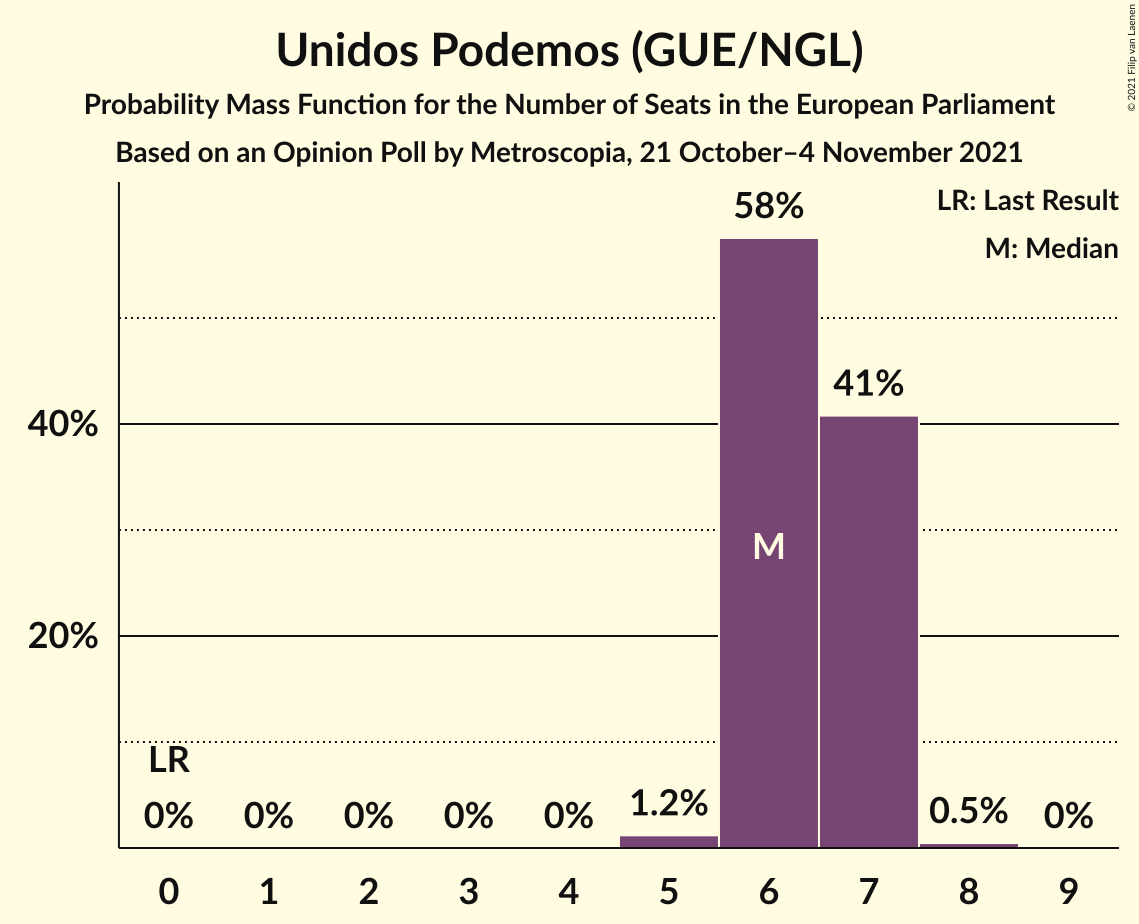 Unidos Podemos (GUE/NGL)
Probability Mass Function for the Number of Seats in the European Parliament
Based on an Opinion Poll by Metroscopia, 21 October–4 November 2021
© 2021 Filip van Laenen
LR: Last Result
M: Median
58%
41%
40%
M
20%
LR
0% 0% 0% 0% 0% 1.2% 0.5% 0%
0 1 2 3 4 5 6 7 8 9